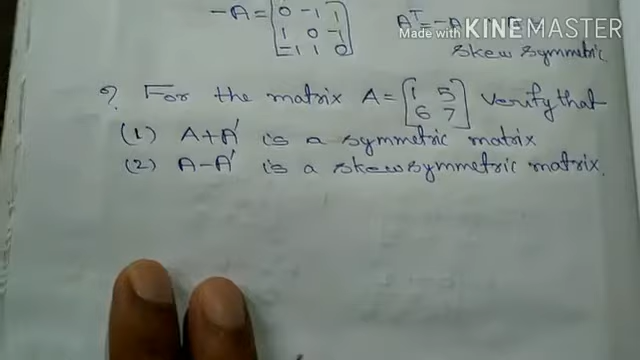 -A = [0 -1 1
1 0 -1
-1 1 0]
Aᵀ = -A
Made with KINEMASTER
skew symmetric
? For the matrix A = [1 5
6 7] verify that
(1) A+A' is a symmetric matrix
(2) A-A' is a skew symmetric matrix.